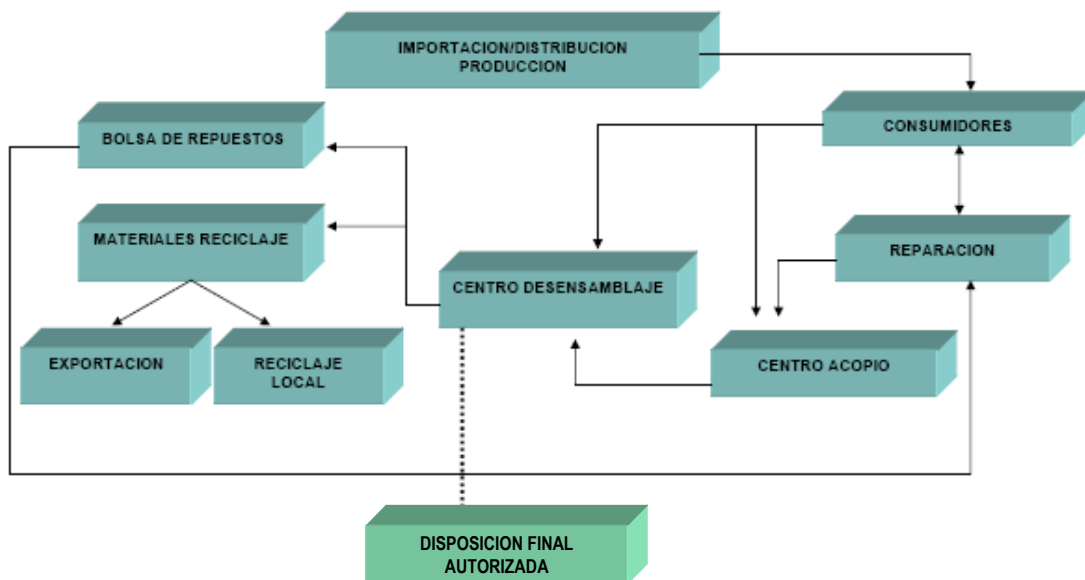 IMPORTACION/DISTRIBUCION
PRODUCCION
BOLSA DE REPUESTOS
CONSUMIDORES
MATERIALES RECICLAJE
REPARACION
CENTRO DESENSAMBLAJE
EXPORTACION
RECICLAJE
LOCAL
CENTRO ACOPIO
DISPOSICION FINAL
AUTORIZADA